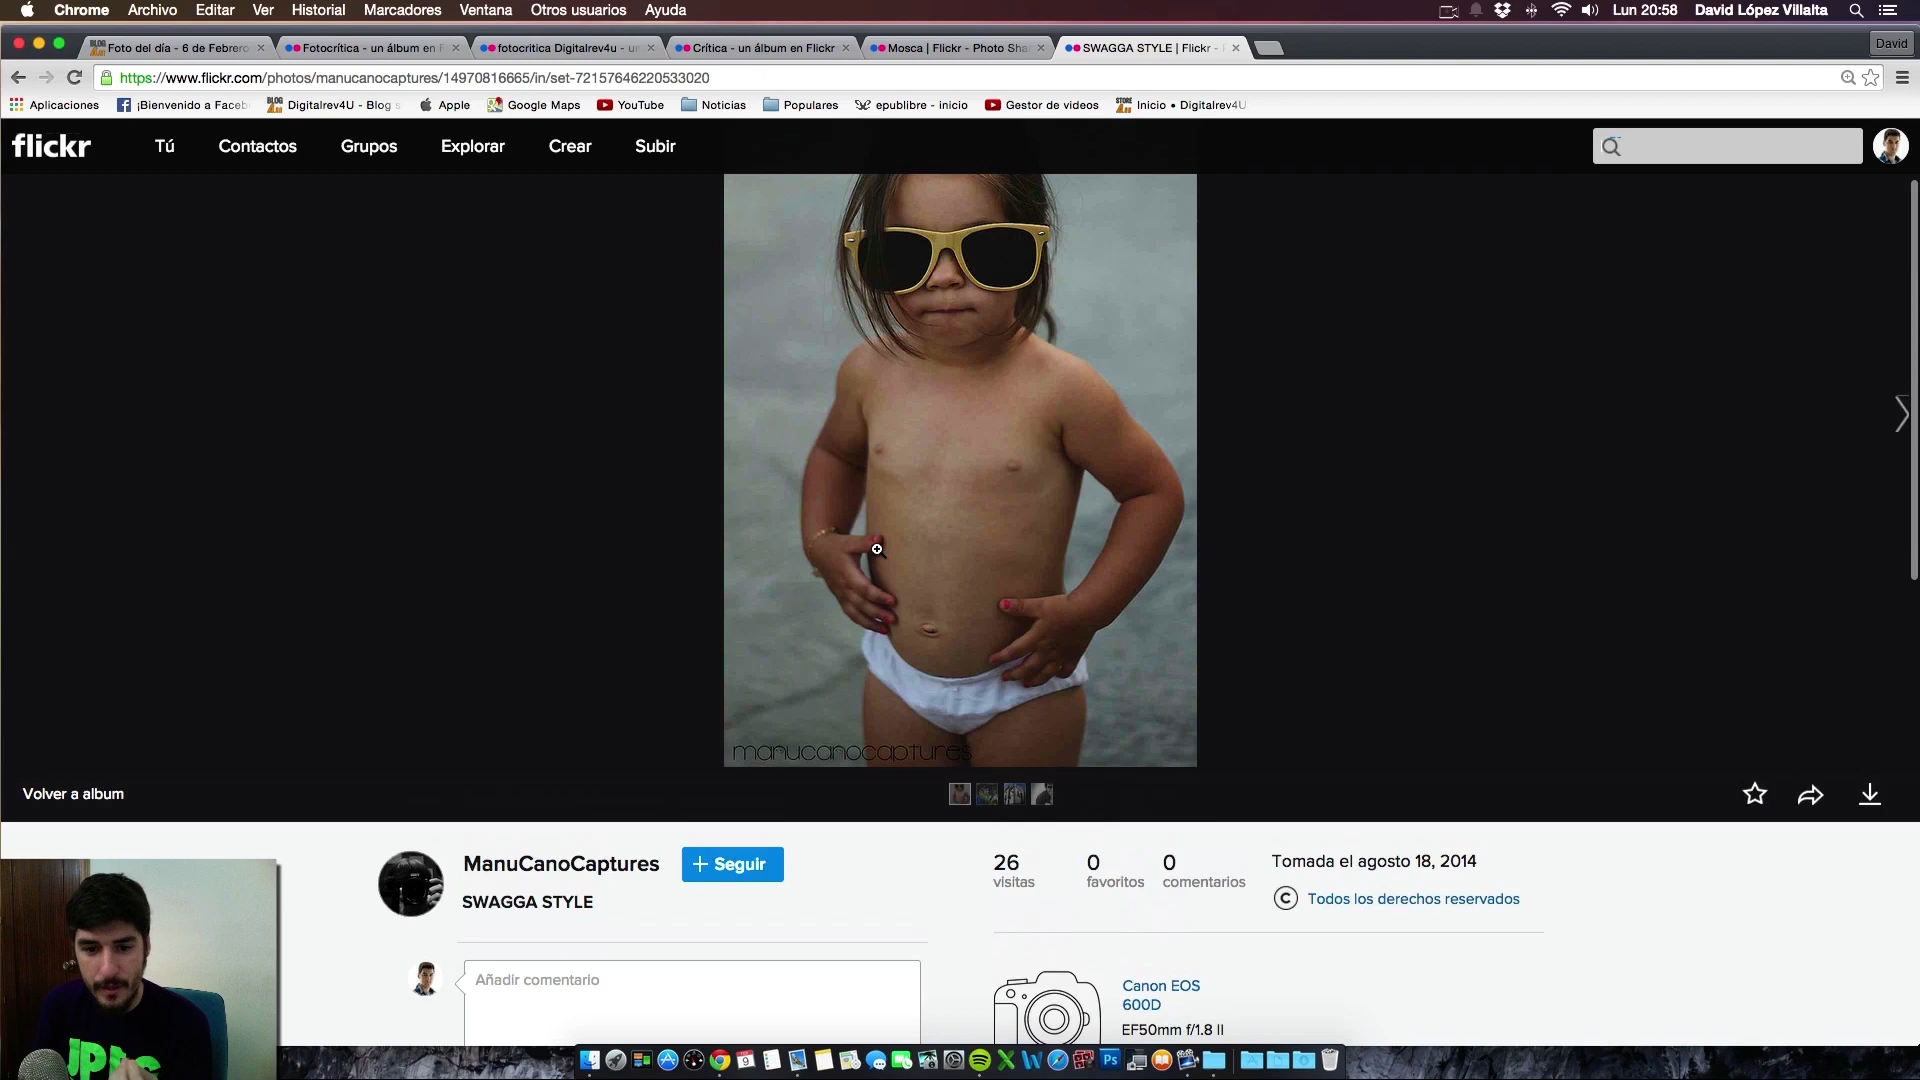 Chrome Archivo Editar Ver Historial Marcadores Ventana Otros usuarios Ayuda Lun 20:58 David López Villalta
Foto del día - 6 de Febrero Fotocrítica - un álbum en F fotocritica Digitalrev4u - un Crítica - un álbum en Flickr Mosca | Flickr - Photo Sha SWAGGA STYLE | Flickr - David
https://www.flickr.com/photos/manucanocaptures/14970816665/in/set-72157646220533020
Aplicaciones ¡Bienvenido a Faceb Digitalrev4U - Blog Apple Google Maps YouTube Noticias Populares epublibre - inicio Gestor de videos Inicio • Digitalrev4U
flickr Tú Contactos Grupos Explorar Crear Subir
manucanocaptures
Volver a album
ManuCanoCaptures + Seguir
SWAGGA STYLE
26 visitas
0 favoritos
0 comentarios
Tomada el agosto 18, 2014
Todos los derechos reservados
Añadir comentario
Canon EOS
600D
EF50mm f/1.8 II